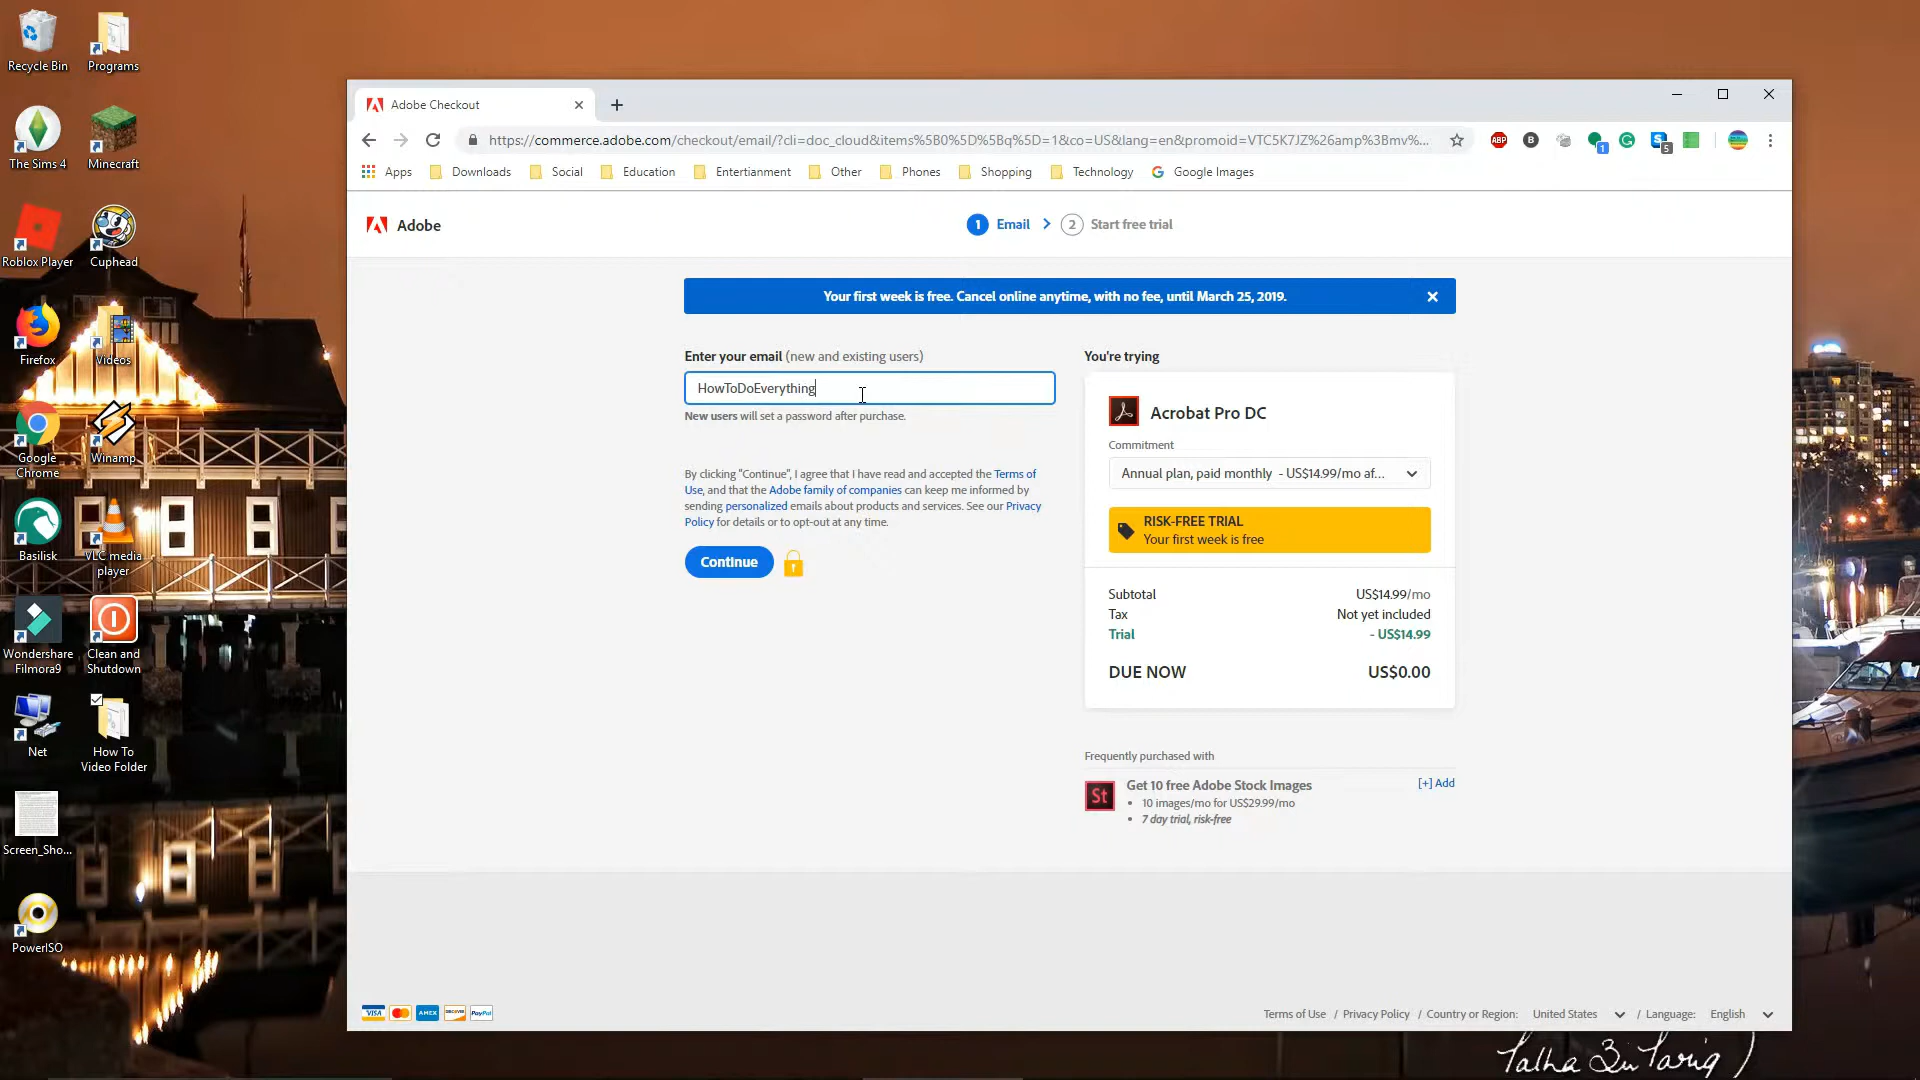 Recycle Bin
Programs
The Sims 4
Minecraft
Roblox Player
Cuphead
Firefox
Videos
Google
Chrome
Winamp
Basilisk
VLC media
player
Wondershare
Filmora9
Clean and
Shutdown
Net
How To
Video Folder
Screen_Sho...
PowerISO
Adobe Checkout
https://commerce.adobe.com/checkout/email/?cli=doc_cloud&items%5B0%5D%5Bq%5D=1&co=US&lang=en&promoid=VTC5K7JZ%26amp%3Bmv%...
ABP
B
1
5
Apps
Downloads
Social
Education
Entertianment
Other
Phones
Shopping
Technology
Google Images
Adobe
1 Email
2 Start free trial
Your first week is free. Cancel online anytime, with no fee, until March 25, 2019.
Enter your email (new and existing users)
HowToDoEverything
New users will set a password after purchase.
By clicking "Continue", I agree that I have read and accepted the Terms of
Use, and that the Adobe family of companies can keep me informed by
sending personalized emails about products and services. See our Privacy
Policy for details or to opt-out at any time.
Continue
You're trying
Acrobat Pro DC
Commitment
Annual plan, paid monthly - US$14.99/mo af...
RISK-FREE TRIAL
Your first week is free
Subtotal US$14.99/mo
Tax Not yet included
Trial - US$14.99
DUE NOW US$0.00
Frequently purchased with
St
Get 10 free Adobe Stock Images
[+] Add
• 10 images/mo for US$29.99/mo
• 7 day trial, risk-free
VISA
AMEX
DISCOVER
PayPal
Terms of Use / Privacy Policy / Country or Region: United States / Language: English
Talha Bin Tariq